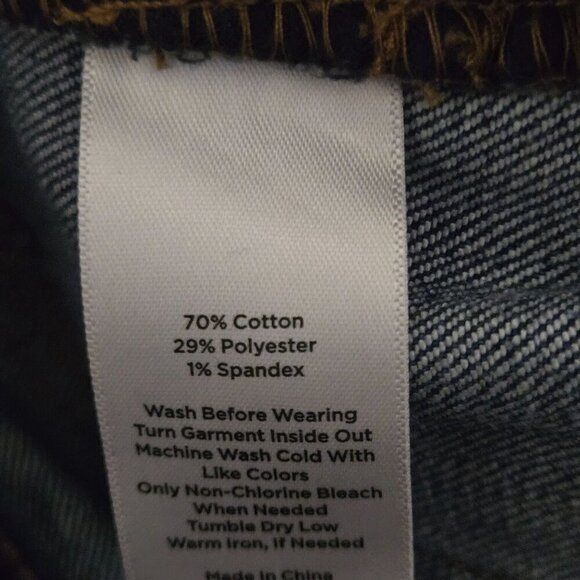 70% Cotton
29% Polyester
1% Spandex
Wash Before Wearing
Turn Garment Inside Out
Machine Wash Cold With
Like Colors
Only Non-Chlorine Bleach
When Needed
Tumble Dry Low
Warm Iron, If Needed
Made in China